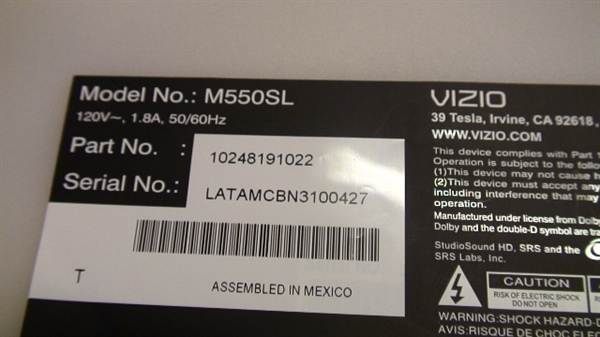 Model No.: M550SL
120V~, 1.8A, 50/60Hz
Part No. : 10248191022
Serial No.: LATAMCBN3100427
T
ASSEMBLED IN MEXICO
VIZIO
39 Tesla, Irvine, CA 92618,
WWW.VIZIO.COM
This device complies with Part
Operation is subject to the
(1)This device may not cause
(2)This device must accept any
including interference that may
operation.
Manufactured under license from
Dolby and the double-D symbol are
StudioSound HD, SRS and the
SRS Labs, Inc.
CAUTION
RISK OF ELECTRIC SHOCK
DO NOT OPEN
WARNING:SHOCK HAZARD-
AVIS:RISQUE DE CHOC